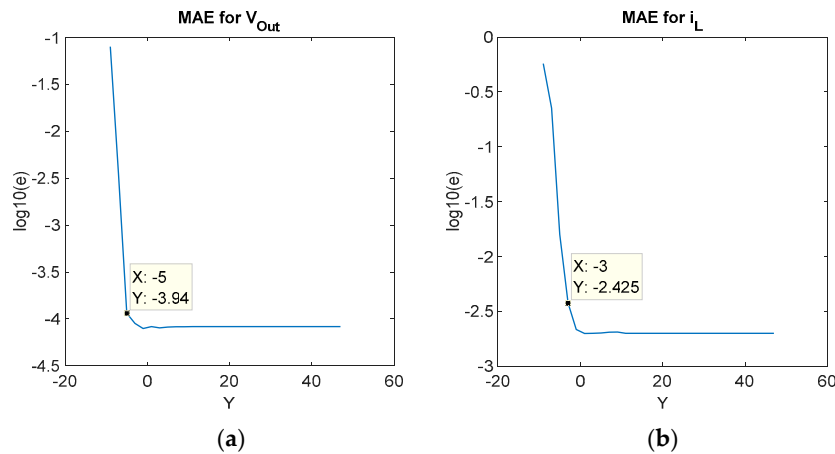 MAE for V_Out
-1
-1.5
-2
-2.5
-3
-3.5
-4
-4.5
log10(e)
X: -5
Y: -3.94
-20
0
20
40
60
Y
(a)
MAE for i_L
0
-0.5
-1
-1.5
-2
-2.5
-3
log10(e)
X: -3
Y: -2.425
-20
0
20
40
60
Y
(b)